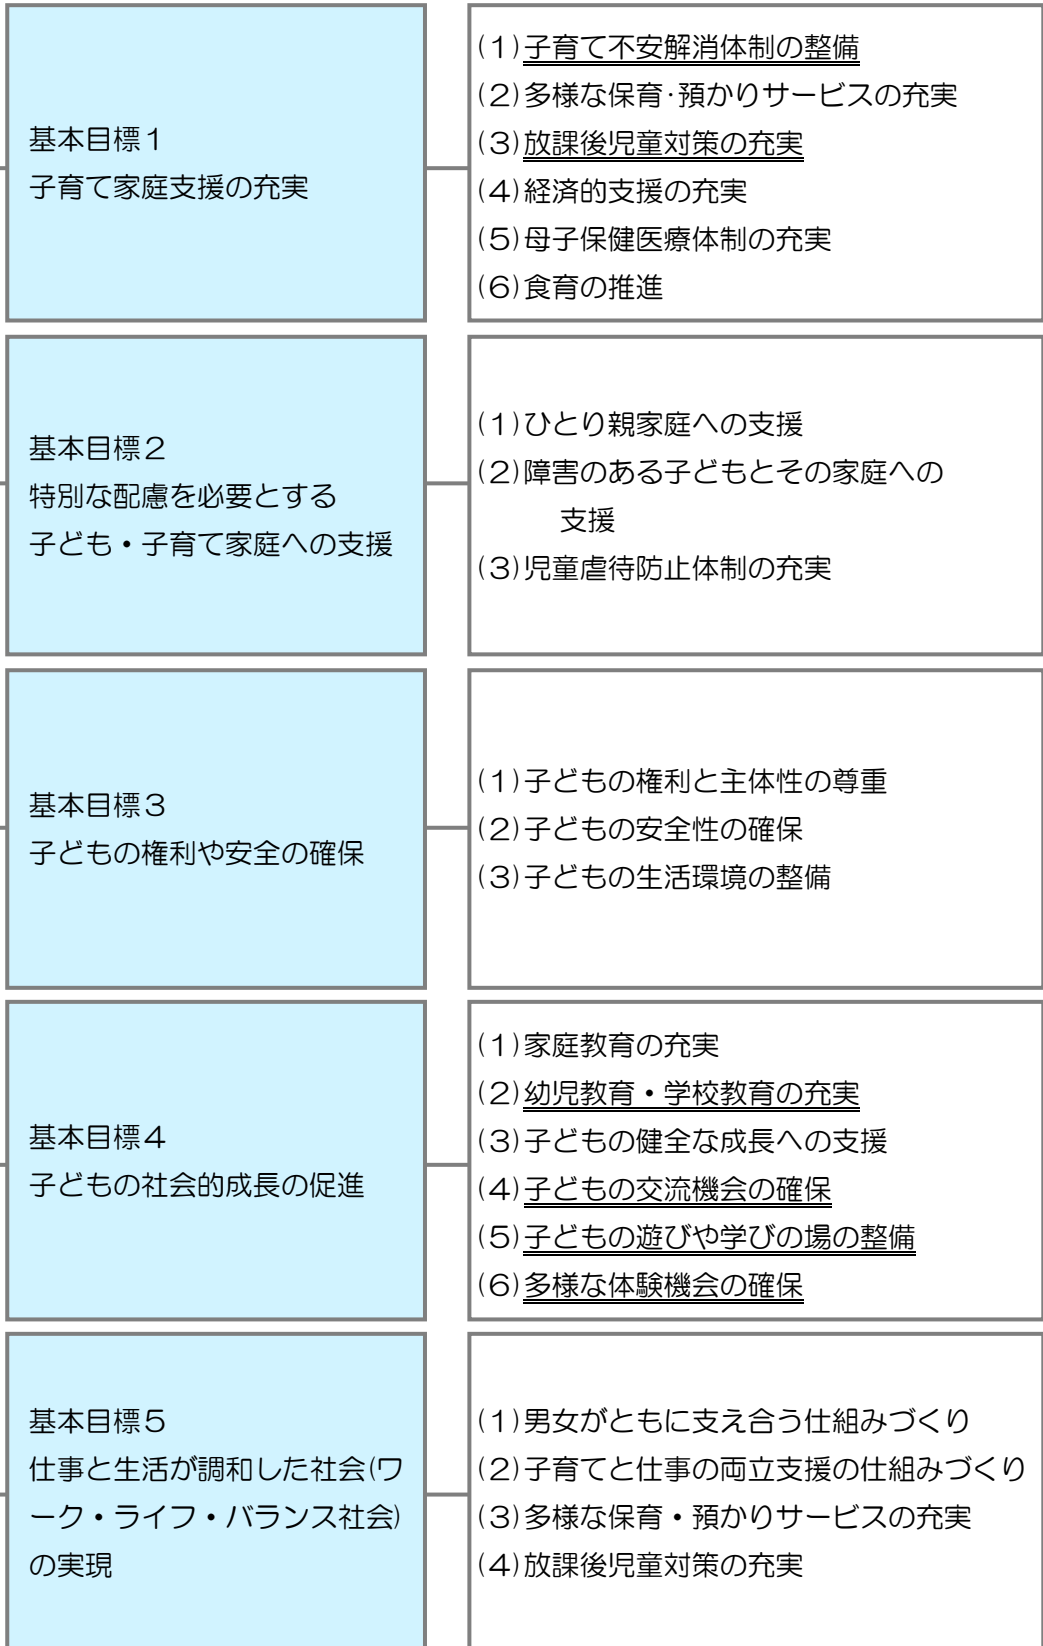 基本目標１
子育て家庭支援の充実
(１)子育て不安解消体制の整備
(２)多様な保育･預かりサービスの充実
(３)放課後児童対策の充実
(４)経済的支援の充実
(５)母子保健医療体制の充実
(６)食育の推進
基本目標２
特別な配慮を必要とする
子ども・子育て家庭への支援
(１)ひとり親家庭への支援
(２)障害のある子どもとその家庭への
支援
(３)児童虐待防止体制の充実
基本目標３
子どもの権利や安全の確保
(１)子どもの権利と主体性の尊重
(２)子どもの安全性の確保
(３)子どもの生活環境の整備
基本目標４
子どもの社会的成長の促進
(１)家庭教育の充実
(２)幼児教育・学校教育の充実
(３)子どもの健全な成長への支援
(４)子どもの交流機会の確保
(５)子どもの遊びや学びの場の整備
(６)多様な体験機会の確保
基本目標５
仕事と生活が調和した社会(ワ
ーク・ライフ・バランス社会)
の実現
(１)男女がともに支え合う仕組みづくり
(２)子育てと仕事の両立支援の仕組みづくり
(３)多様な保育・預かりサービスの充実
(４)放課後児童対策の充実